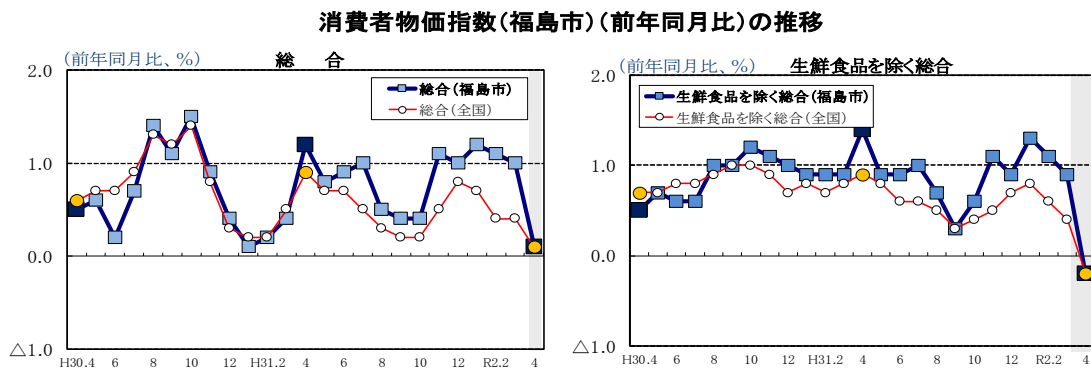 消費者物価指数(福島市)(前年同月比)の推移
(前年同月比、%)
総 合
2.0
1.0
0.0
△1.0
総合(福島市)
総合(全国)
H30.4 6 8 10 12 H31.2 4 6 8 10 12 R2.2 4
(前年同月比、%)
生鮮食品を除く総合
2.0
1.0
0.0
△1.0
生鮮食品を除く総合(福島市)
生鮮食品を除く総合(全国)
H30.4 6 8 10 12 H31.2 4 6 8 10 12 R2.2 4